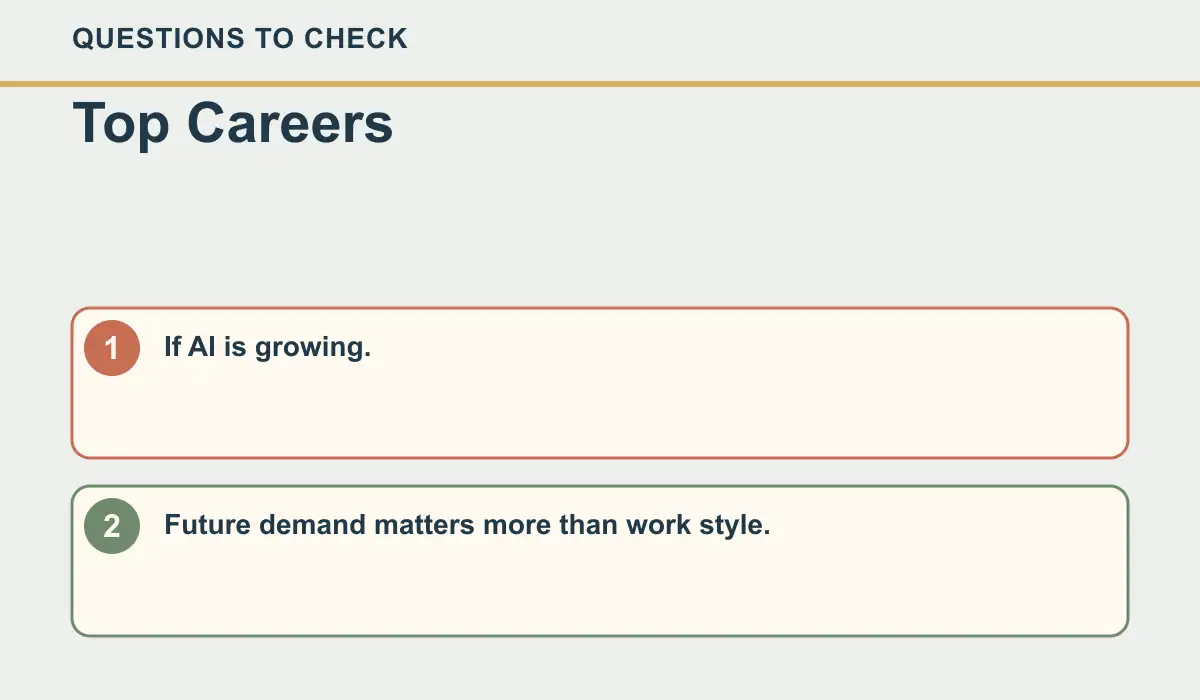 QUESTIONS TO CHECK
Top Careers
1 If AI is growing.
2 Future demand matters more than work style.